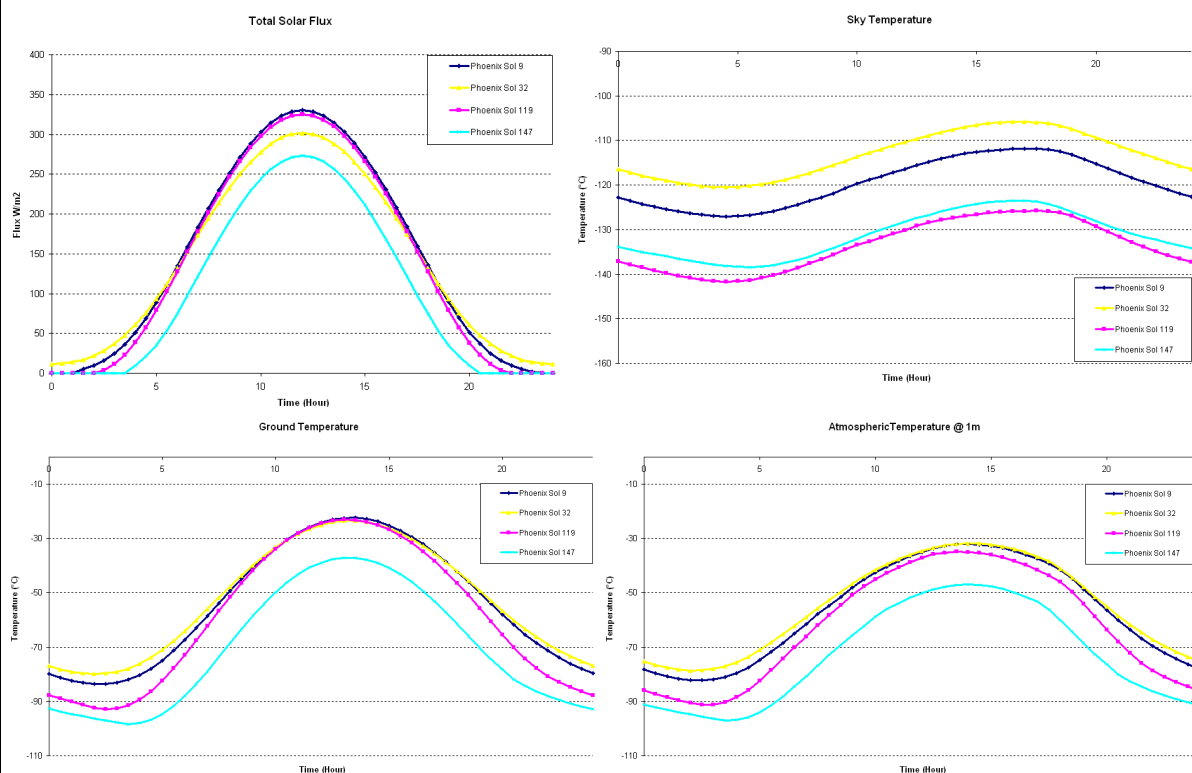 Total Solar Flux
400
350
300
250
200
150
100
50
0
Flux W/m2
0 5 10 15 20
Time (Hour)
Phoenix Sol 9
Phoenix Sol 32
Phoenix Sol 119
Phoenix Sol 147
Sky Temperature
-90
-100
-110
-120
-130
-140
-150
-160
Temperature (°C)
0 5 10 15 20
Time (Hour)
Phoenix Sol 9
Phoenix Sol 32
Phoenix Sol 119
Phoenix Sol 147
Ground Temperature
0 5 10 15 20
-10
-30
-50
-70
-90
-110
Temperature (°C)
Time (Hour)
Phoenix Sol 9
Phoenix Sol 32
Phoenix Sol 119
Phoenix Sol 147
AtmosphericTemperature @ 1m
0 5 10 15 20
-10
-30
-50
-70
-90
-110
Temperature (°C)
Time (Hour)
Phoenix Sol 9
Phoenix Sol 32
Phoenix Sol 119
Phoenix Sol 147